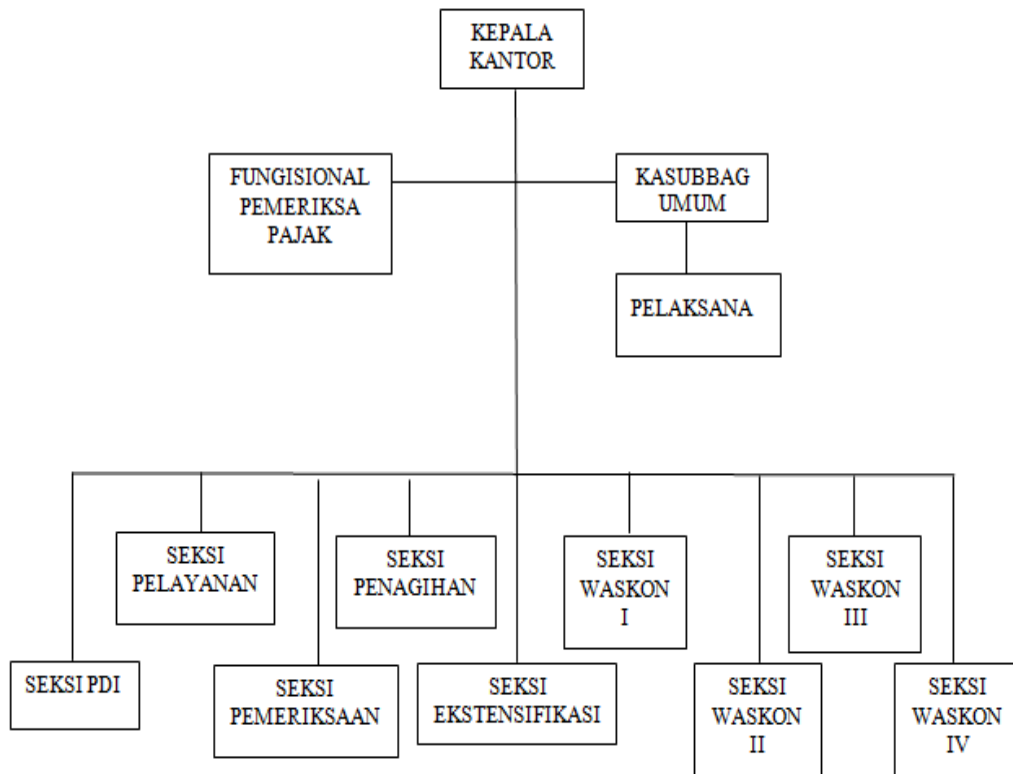 KEPALA
KANTOR
FUNGISIONAL
PEMERIKSA
PAJAK
KASUBBAG
UMUM
PELAKSANA
SEKSI
PELAYANAN
SEKSI
PENAGIHAN
SEKSI
WASKON
I
SEKSI
WASKON
III
SEKSI PDI
SEKSI
PEMERIKSAAN
SEKSI
EKSTENSIFIKASI
SEKSI
WASKON
II
SEKSI
WASKON
IV